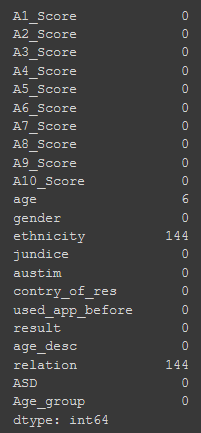 A1_Score 0
A2_Score 0
A3_Score 0
A4_Score 0
A5_Score 0
A6_Score 0
A7_Score 0
A8_Score 0
A9_Score 0
A10_Score 0
age 6
gender 0
ethnicity 144
jundice 0
austim 0
contry_of_res 0
used_app_before 0
result 0
age_desc 0
relation 144
ASD 0
Age_group 0
dtype: int64